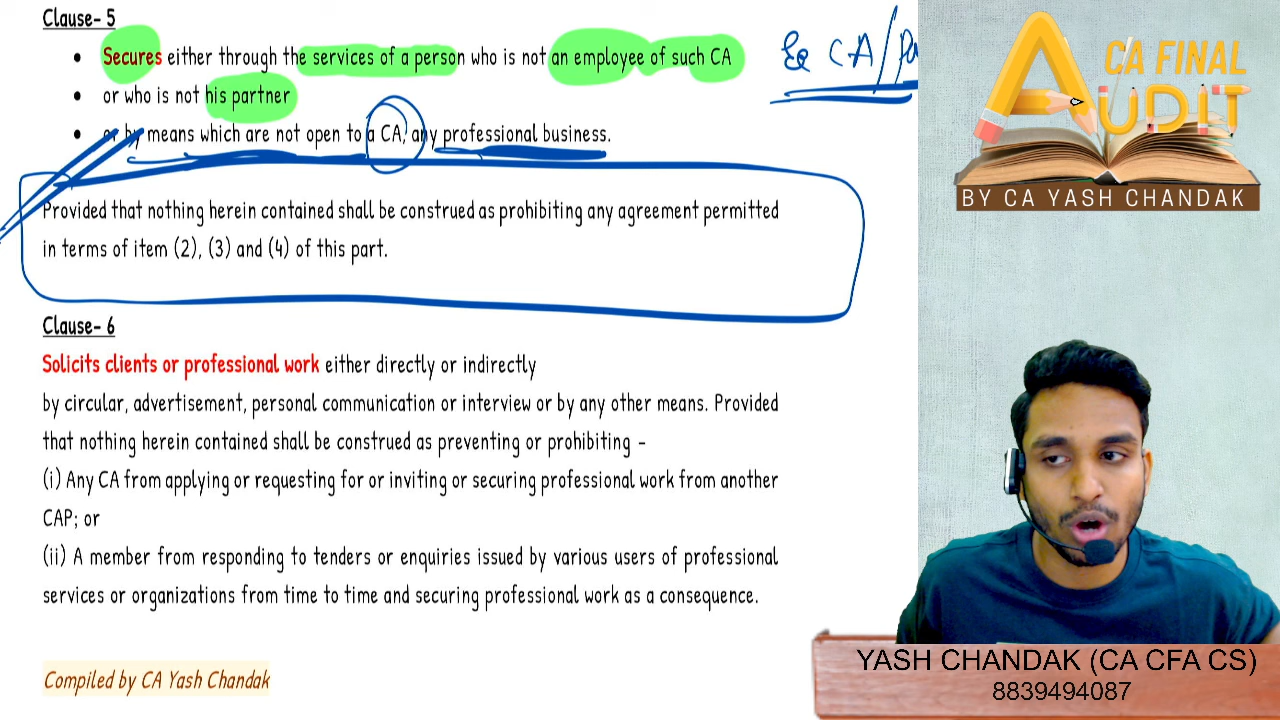 Clause- 5
• Secures either through the services of a person who is not an employee of such CA
• or who is not his partner
• or by means which are not open to a CA, any professional business.
Provided that nothing herein contained shall be construed as prohibiting any agreement permitted
in terms of item (2), (3) and (4) of this part.
Clause- 6
Solicits clients or professional work either directly or indirectly
by circular, advertisement, personal communication or interview or by any other means. Provided
that nothing herein contained shall be construed as preventing or prohibiting –
(i) Any CA from applying or requesting for or inviting or securing professional work from another
CAP; or
(ii) A member from responding to tenders or enquiries issued by various users of professional
services or organizations from time to time and securing professional work as a consequence.
Compiled by CA Yash Chandak
CA/
CA FINAL
AUDIT
BY CA YASH CHANDAK
YASH CHANDAK (CA CFA CS)
8839494087